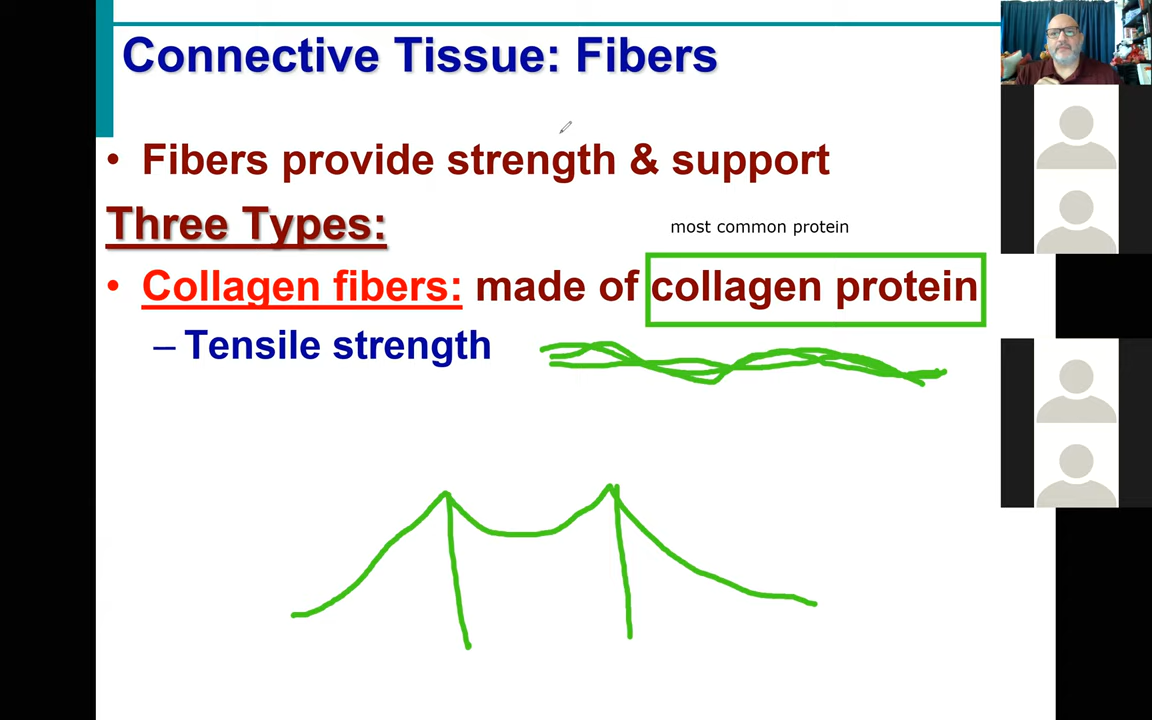 Connective Tissue: Fibers
• Fibers provide strength & support
Three Types:
most common protein
• Collagen fibers: made of collagen protein
– Tensile strength